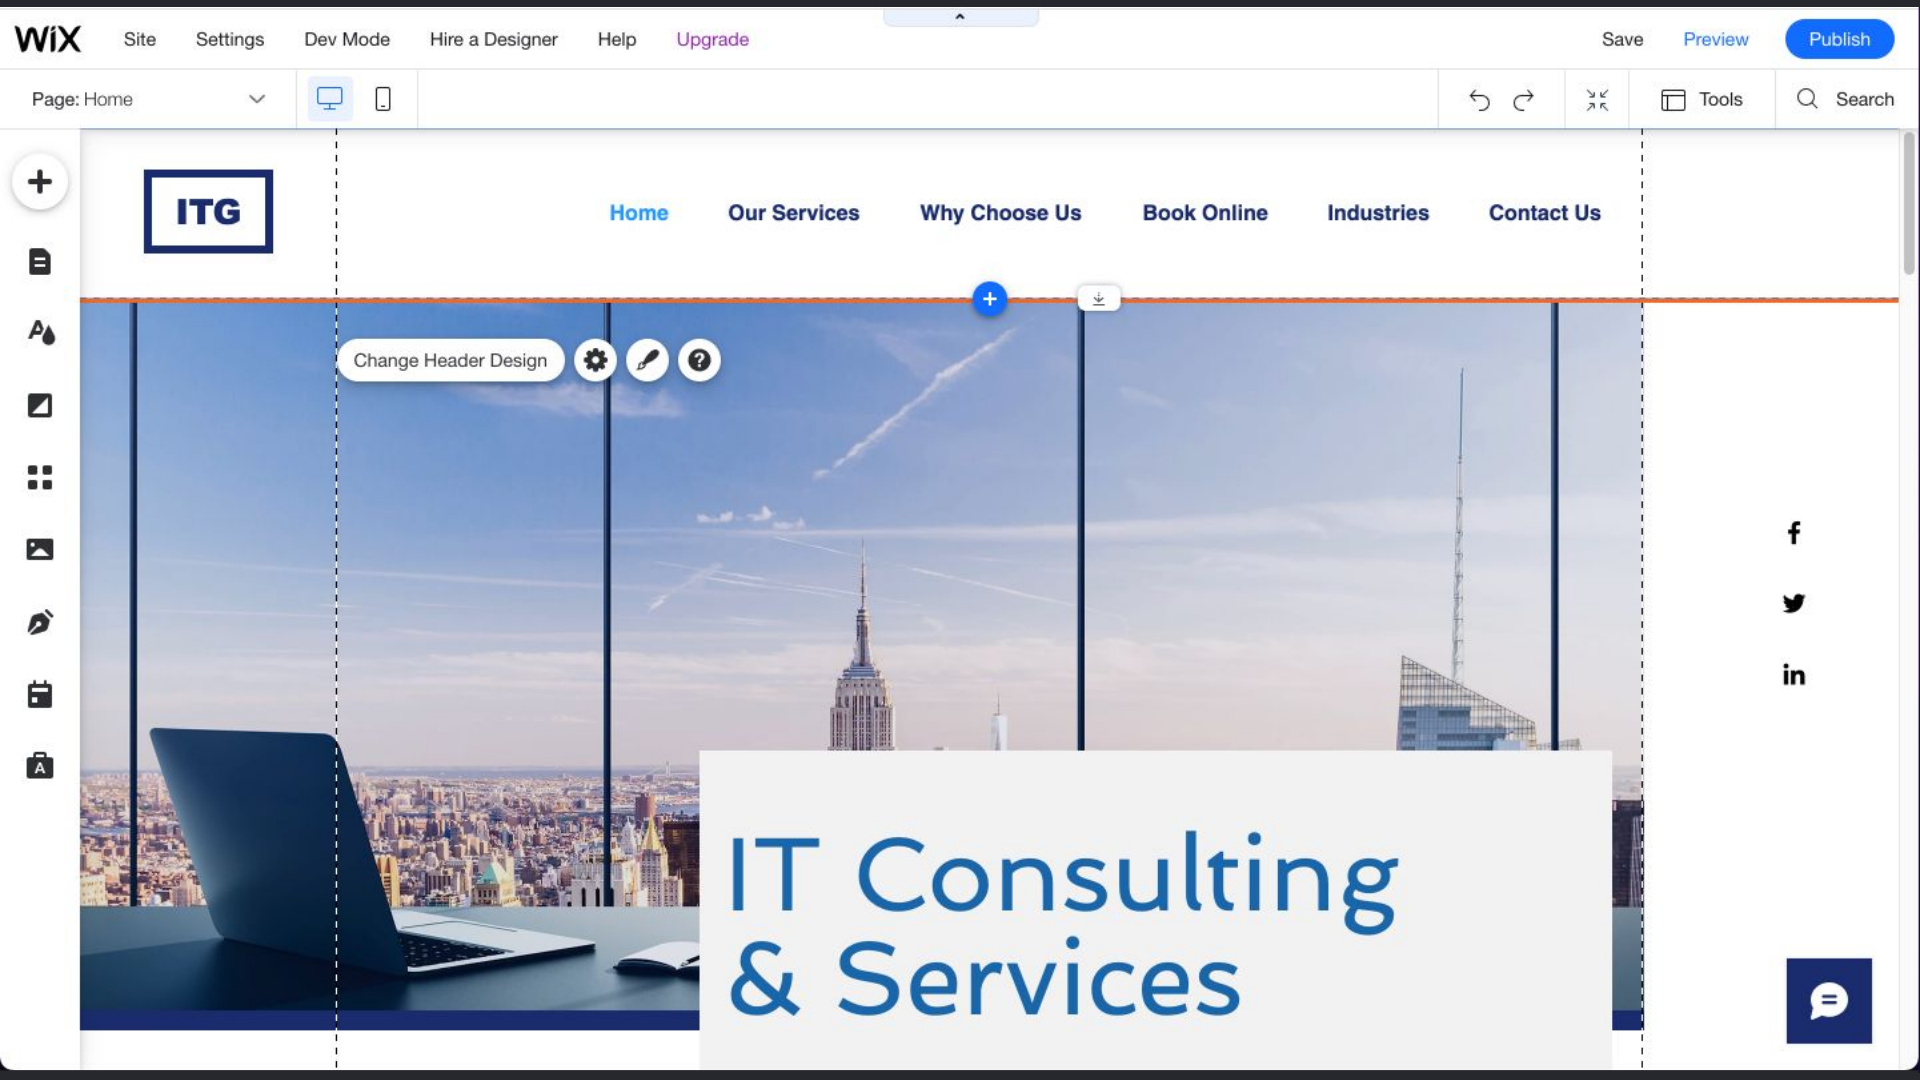 WiX Site Settings Dev Mode Hire a Designer Help Upgrade Save Preview Publish
Page: Home Tools Search
ITG Home Our Services Why Choose Us Book Online Industries Contact Us
Change Header Design
IT Consulting
& Services